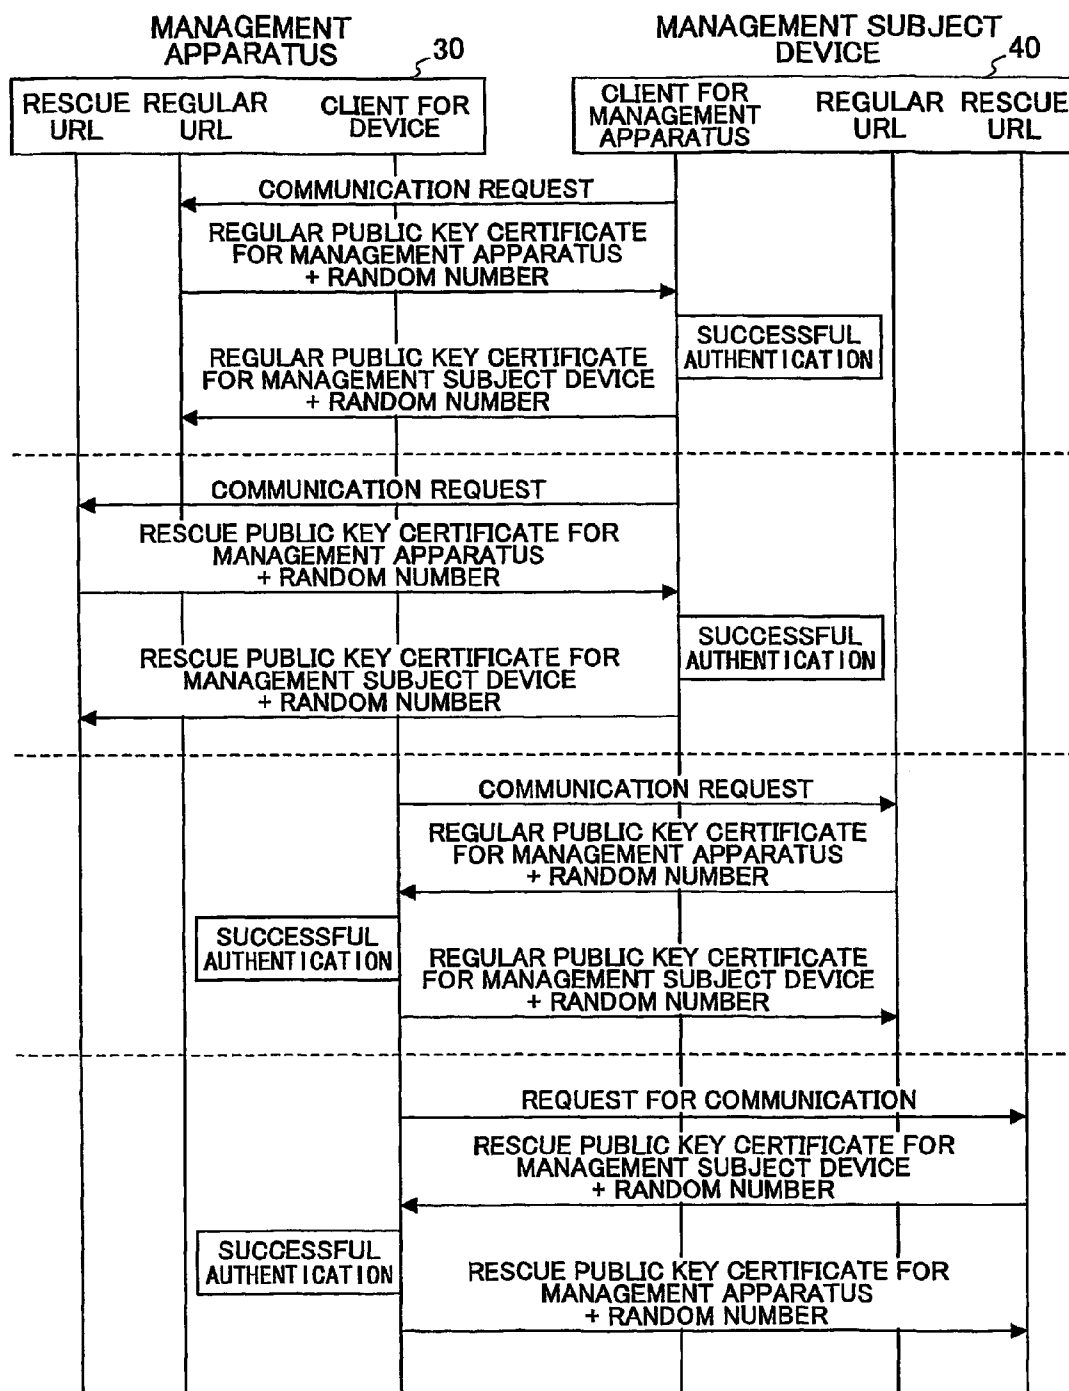 MANAGEMENT
APPARATUS
30
MANAGEMENT SUBJECT
DEVICE
40
RESCUE
URL
REGULAR
URL
CLIENT FOR
DEVICE
CLIENT FOR
MANAGEMENT
APPARATUS
REGULAR
URL
RESCUE
URL
COMMUNICATION REQUEST
REGULAR PUBLIC KEY CERTIFICATE
FOR MANAGEMENT APPARATUS
+ RANDOM NUMBER
SUCCESSFUL
AUTHENTICATION
REGULAR PUBLIC KEY CERTIFICATE
FOR MANAGEMENT SUBJECT DEVICE
+ RANDOM NUMBER
COMMUNICATION REQUEST
RESCUE PUBLIC KEY CERTIFICATE FOR
MANAGEMENT APPARATUS
+ RANDOM NUMBER
SUCCESSFUL
AUTHENTICATION
RESCUE PUBLIC KEY CERTIFICATE FOR
MANAGEMENT SUBJECT DEVICE
+ RANDOM NUMBER
COMMUNICATION REQUEST
REGULAR PUBLIC KEY CERTIFICATE
FOR MANAGEMENT APPARATUS
+ RANDOM NUMBER
SUCCESSFUL
AUTHENTICATION
REGULAR PUBLIC KEY CERTIFICATE
FOR MANAGEMENT SUBJECT DEVICE
+ RANDOM NUMBER
REQUEST FOR COMMUNICATION
RESCUE PUBLIC KEY CERTIFICATE FOR
MANAGEMENT SUBJECT DEVICE
+ RANDOM NUMBER
SUCCESSFUL
AUTHENTICATION
RESCUE PUBLIC KEY CERTIFICATE FOR
MANAGEMENT APPARATUS
+ RANDOM NUMBER